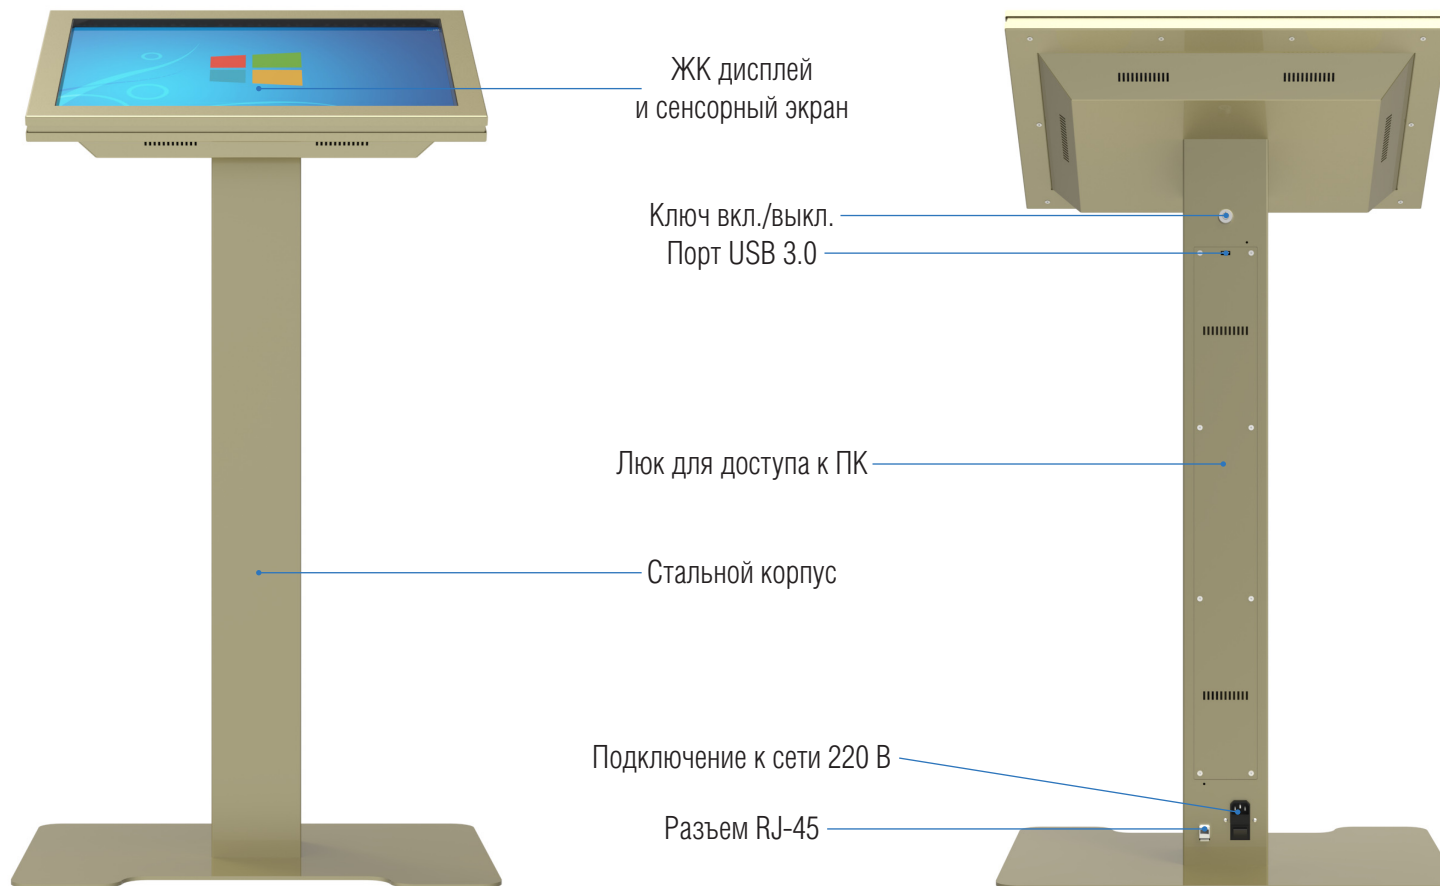 ЖК дисплей
и сенсорный экран
Ключ вкл./выкл.
Порт USB 3.0
Люк для доступа к ПК
Стальной корпус
Подключение к сети 220 В
Разъем RJ-45